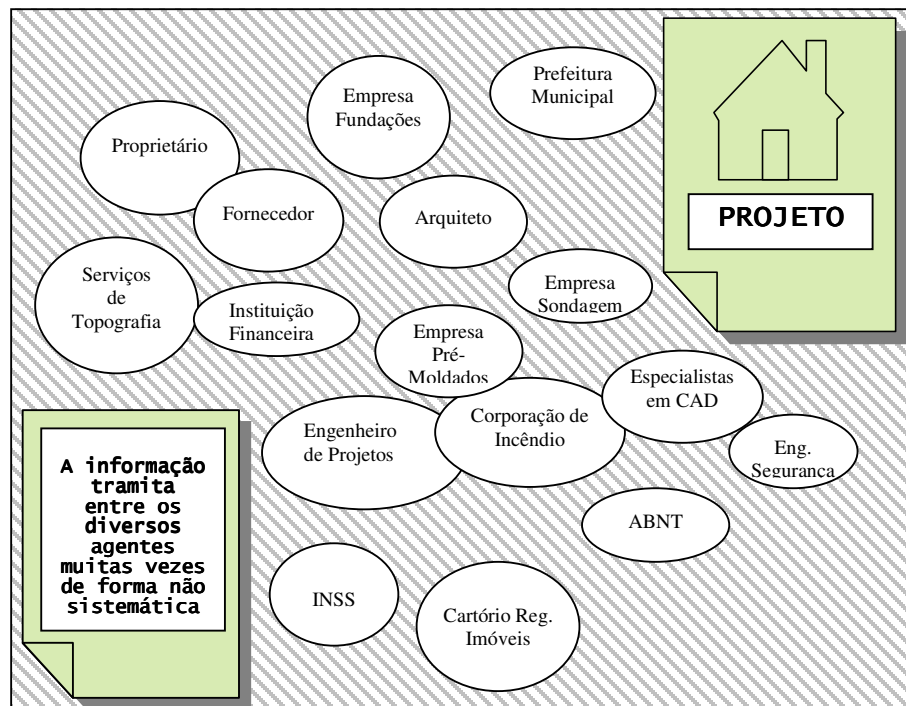 Prefeitura
Municipal
Empresa
Fundações
Proprietário
Fornecedor
Arquiteto
PROJETO
Serviços
de
Topografia
Instituição
Financeira
Empresa
Sondagem
Empresa
Pré-
Moldados
Especialistas
em CAD
Corporação de
Incêndio
Engenheiro
de Projetos
Eng.
Seguranca
A informação
tramita
entre os
diversos
agentes
muitas vezes
de forma não
sistemática
ABNT
INSS
Cartório Reg.
Imóveis